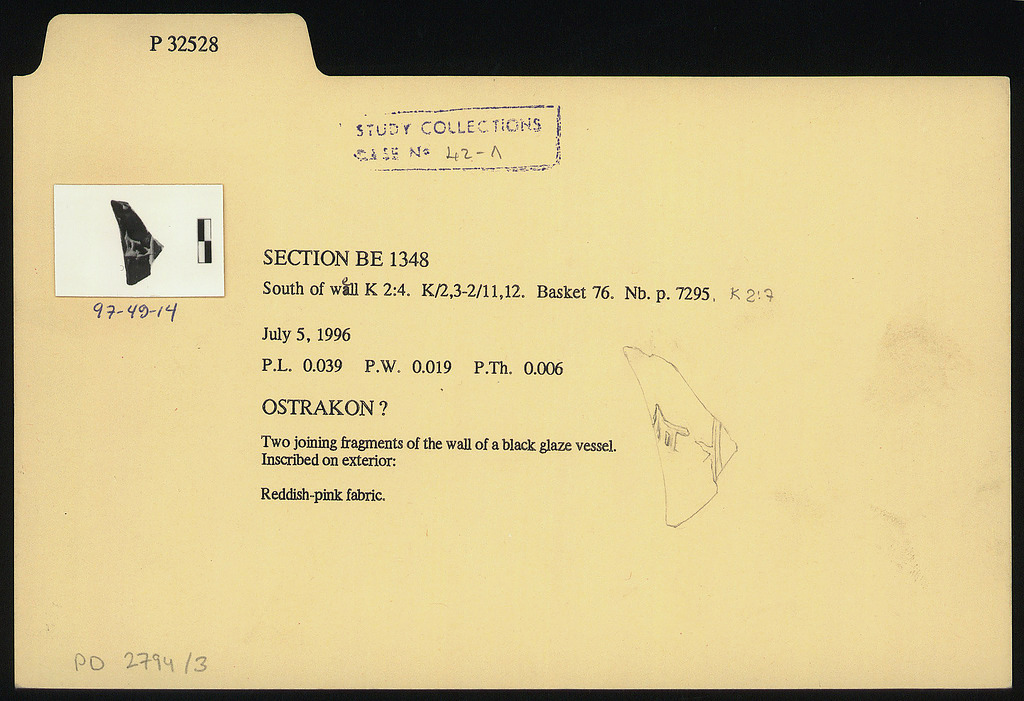 P 32528
STUDY COLLECTIONS
CASE No 42-Λ
97-49-14
SECTION BE 1348
South of well K 2:4. K/2,3-2/11,12. Basket 76. Nb. p. 7295. K 2:7
July 5, 1996
P.L. 0.039 P.W. 0.019 P.Th. 0.006
OSTRAKON ?
Two joining fragments of the wall of a black glaze vessel.
Inscribed on exterior:
Reddish-pink fabric.
PD 2794/3